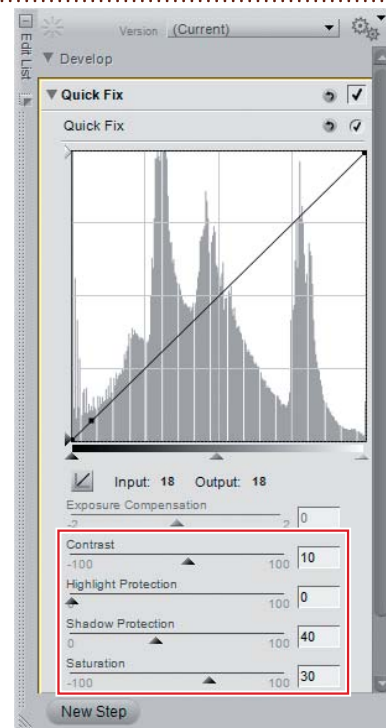 Version (Current)
Edit List
Develop
Quick Fix
Quick Fix
Input: 18 Output: 18
Exposure Compensation
-2 2 0
Contrast
-100 100 10
Highlight Protection
0 100 0
Shadow Protection
0 100 40
Saturation
-100 100 30
New Step